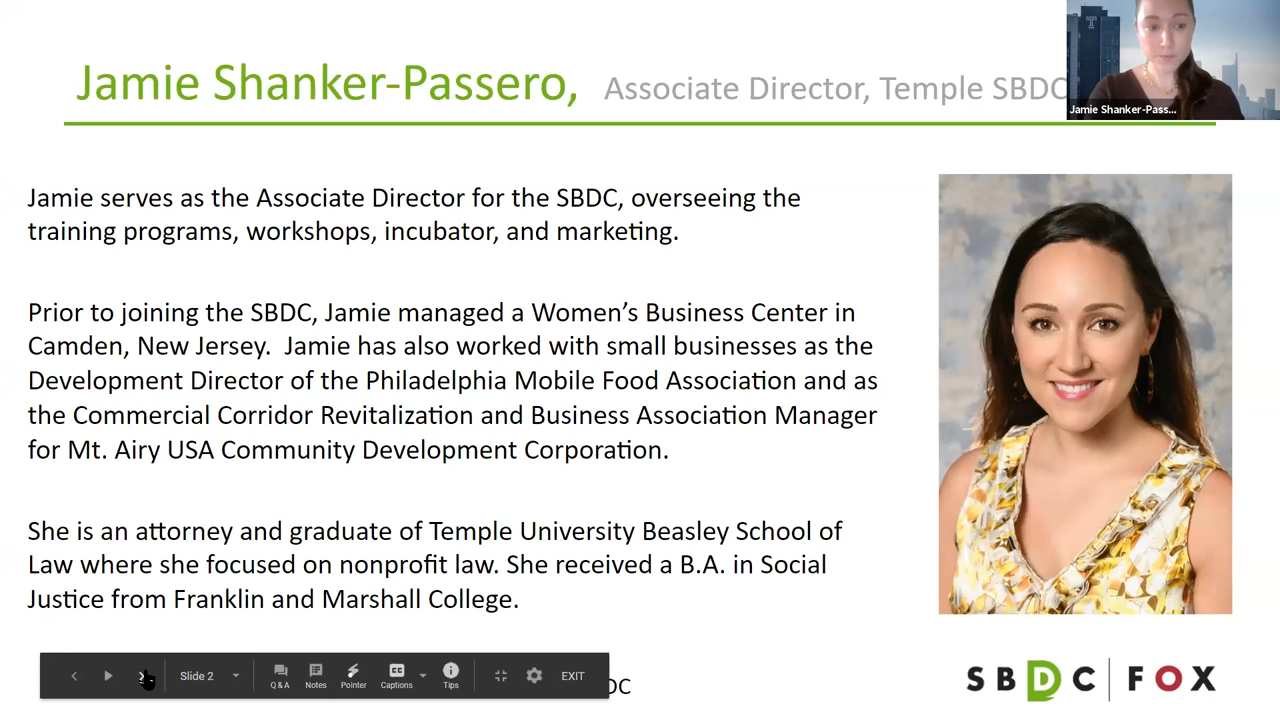 Jamie Shanker-Passero, Associate Director, Temple SBDC
T
Jamie Shanker-Pass...
Jamie serves as the Associate Director for the SBDC, overseeing the
training programs, workshops, incubator, and marketing.
Prior to joining the SBDC, Jamie managed a Women’s Business Center in
Camden, New Jersey. Jamie has also worked with small businesses as the
Development Director of the Philadelphia Mobile Food Association and as
the Commercial Corridor Revitalization and Business Association Manager
for Mt. Airy USA Community Development Corporation.
She is an attorney and graduate of Temple University Beasley School of
Law where she focused on nonprofit law. She received a B.A. in Social
Justice from Franklin and Marshall College.
Slide 2
Q & A
Notes
Pointer
CC
Captions
Tips
EXIT
DC
SBDC FOX